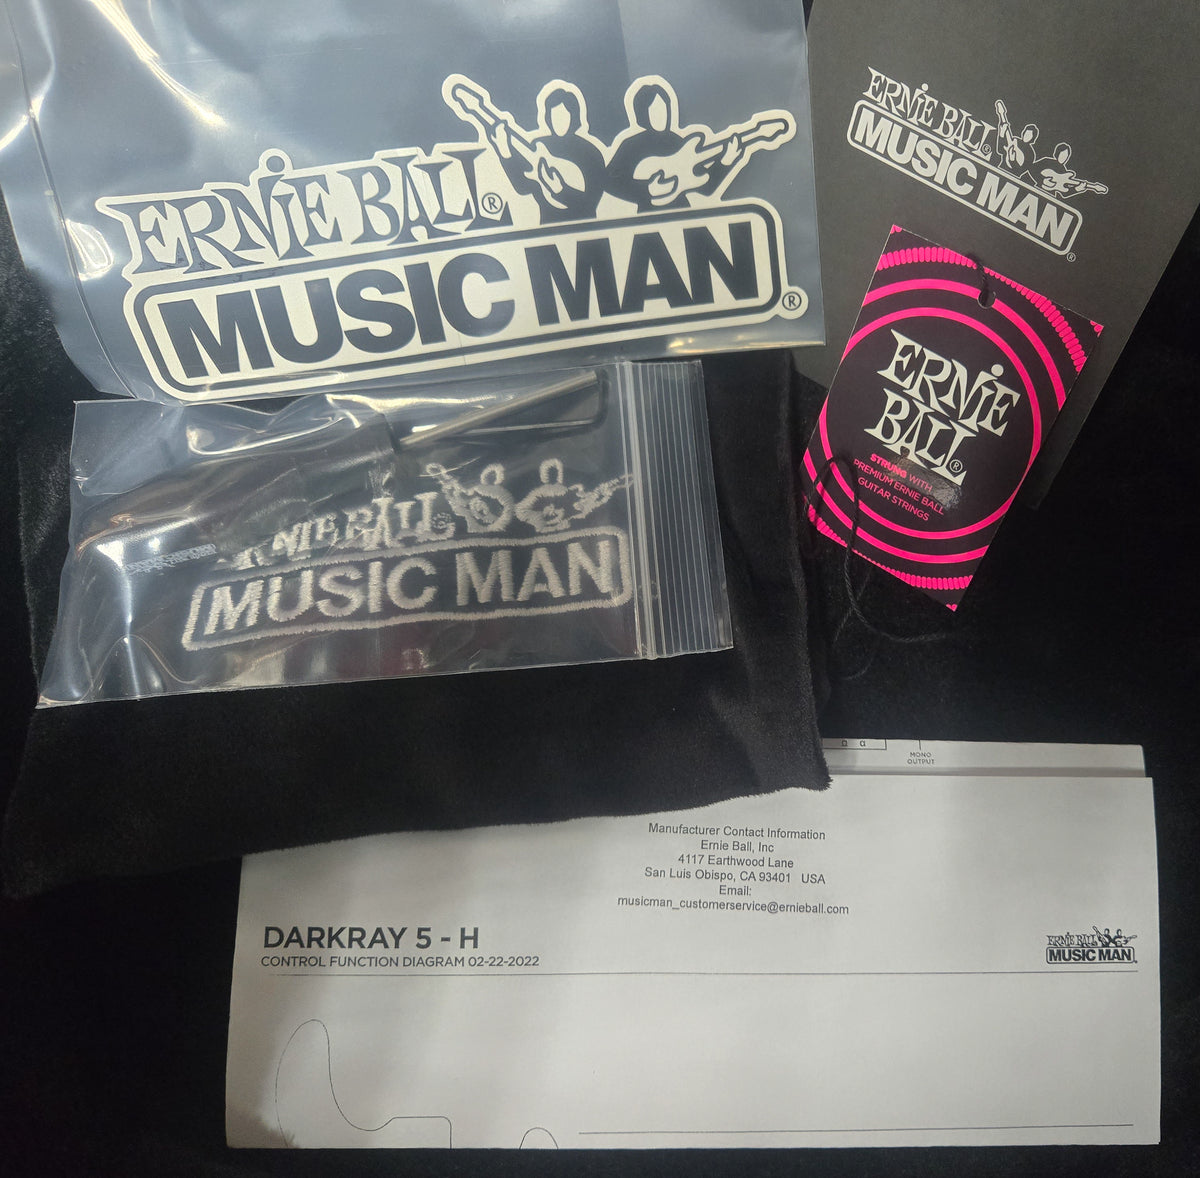 ERNIE BALL®
MUSIC MAN®
ERNIE BALL®
MUSIC MAN®
ERNIE
BALL®
STRUNG WITH
PREMIUM ERNIE BALL
GUITAR STRINGS
ERNIE BALL
MUSIC MAN
MONO
OUTPUT
Manufacturer Contact Information
Ernie Ball, Inc
4117 Earthwood Lane
San Luis Obispo, CA 93401 USA
Email:
musicman_customerservice@ernieball.com
DARKRAY 5 - H
CONTROL FUNCTION DIAGRAM 02-22-2022
ERNIE BALL
MUSIC MAN